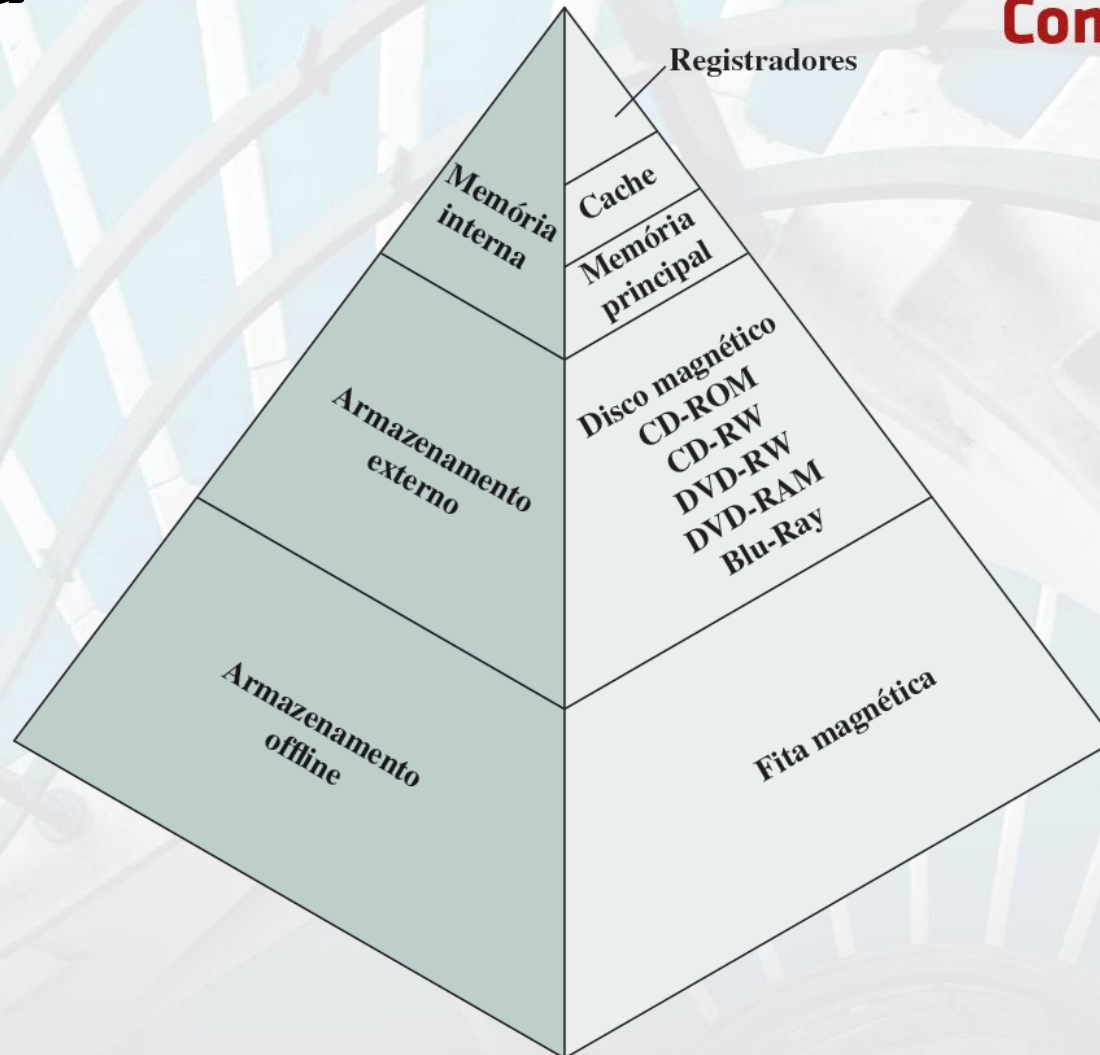 Con
Registradores
Memória
interna
Cache
Memória
principal
Armazenamento
externo
Disco magnético
CD-ROM
CD-RW
DVD-RW
DVD-RAM
Blu-Ray
Armazenamento
offline
Fita magnética